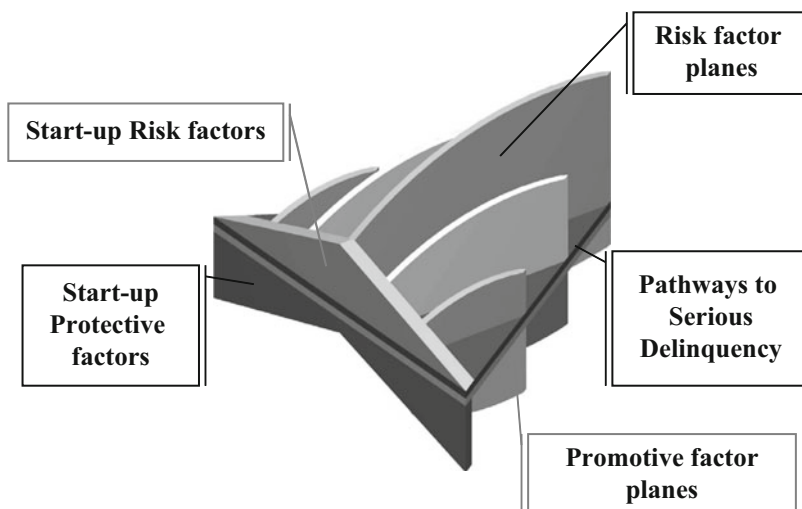 Risk factor
planes
Start-up Risk factors
Start-up
Protective
factors
Pathways to
Serious
Delinquency
Promotive factor
planes